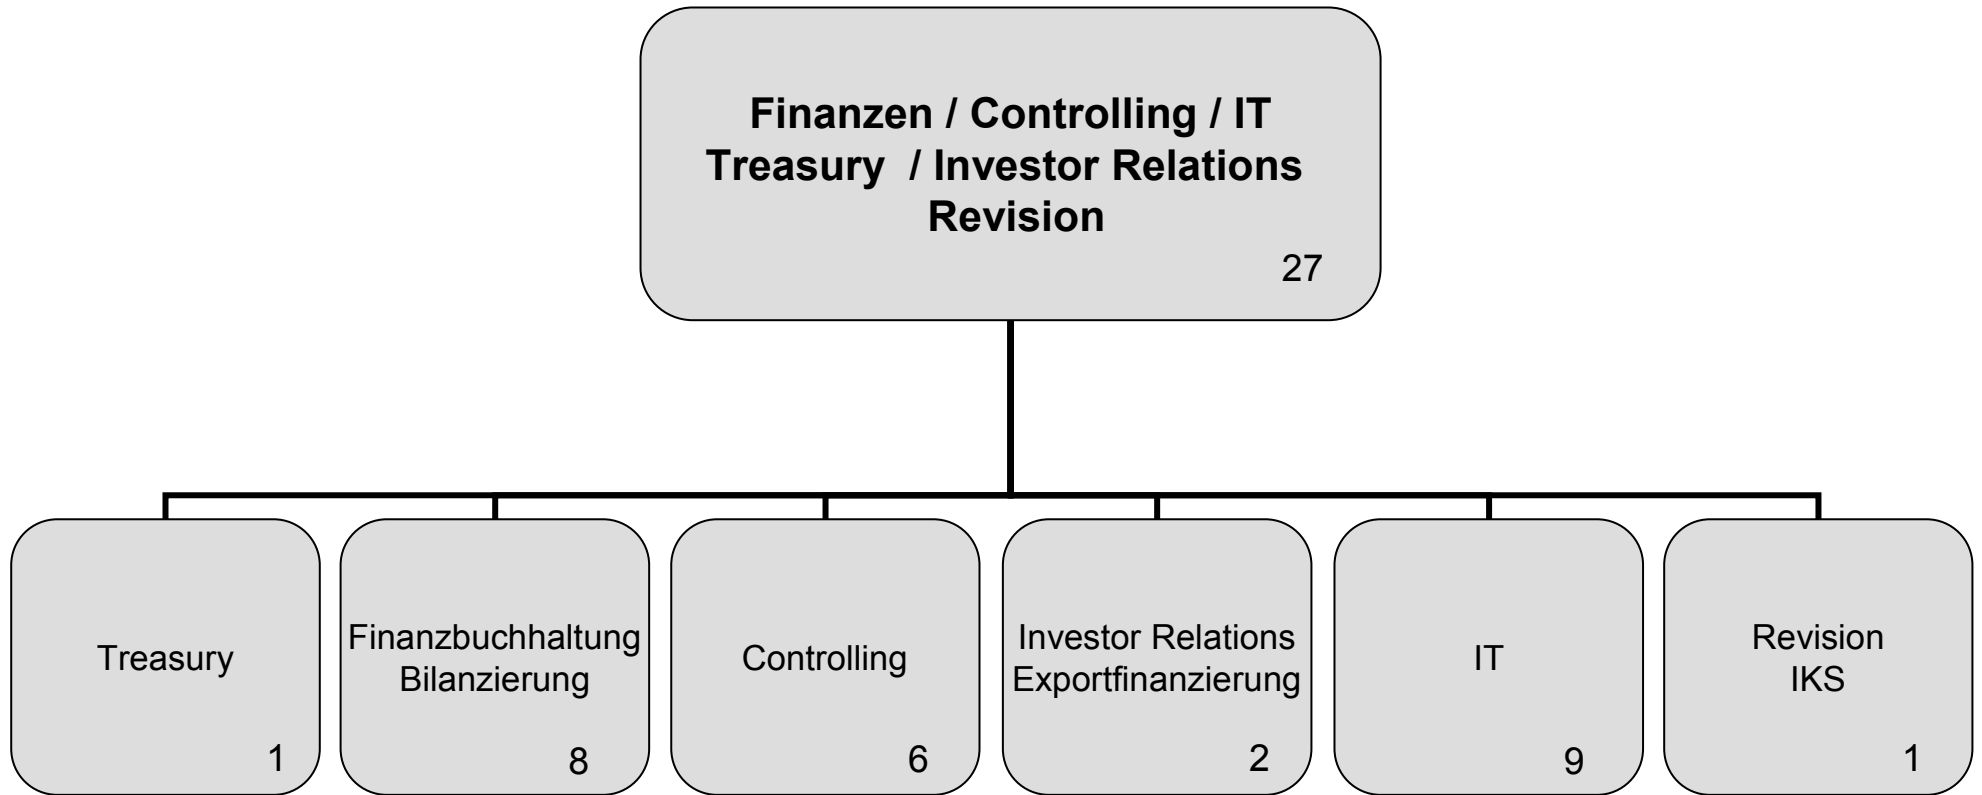 Finanzen / Controlling / IT
Treasury / Investor Relations
Revision
27
Treasury
1
Finanzbuchhaltung
Bilanzierung
8
Controlling
6
Investor Relations
Exportfinanzierung
2
IT
9
Revision
IKS
1